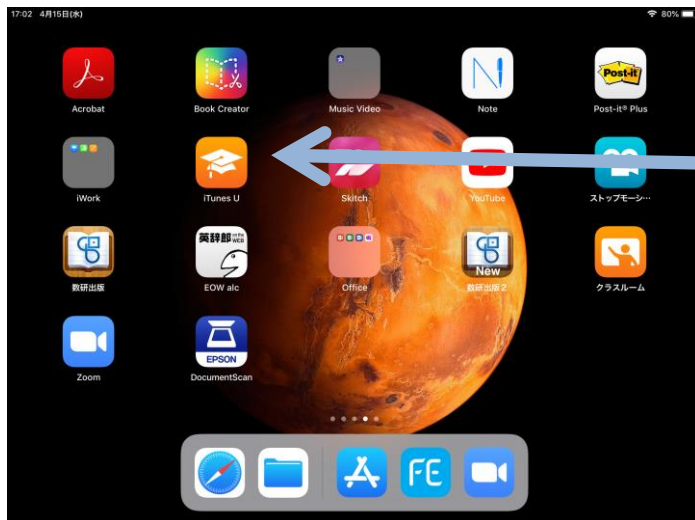 17:02 4月15日(水)
80%
Post-it
Acrobat
Book Creator
Music Video
Note
Post-it® Plus
iWork
iTunes U
Skitch
YouTube
ストップモーシ…
英辞郎 on the WEB
New
数研出版
EOW alc
Office
数研出版2
クラスルーム
EPSON
Zoom
DocumentScan
FE